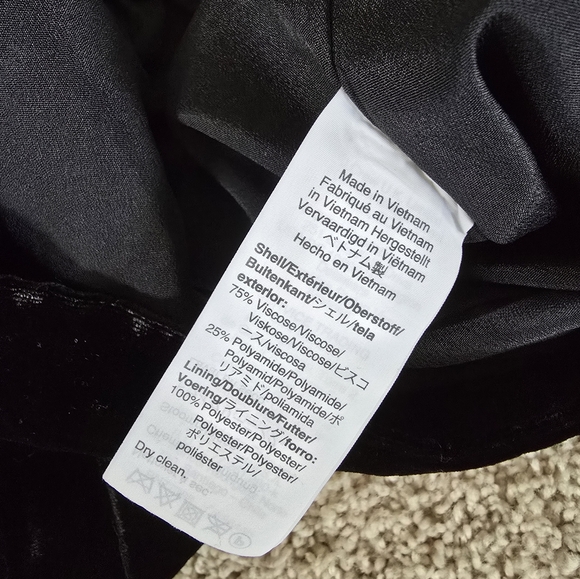 Made in Vietnam
Fabriqué au Vietnam
in Vietnam Hergestellt
Vervaardigd in Viëtnam
ベトナム製
Hecho en Vietnam
Shell/Extérieur/Oberstoff/
Buitenkant/シェル/tela
exterior:
75% Viscose/Viscose/
Viskose/Viscose/ビスコ
ース/viscosa
25% Polyamide/Polyamide/
Polyamid/Polyamide/ポ
リアミド/poliamida
Lining/Doublure/Futter/
Voering/ライニング/forro:
100% Polyester/Polyester/
Polyester/Polyester/
ポリエステル/
poliéster
Dry clean.